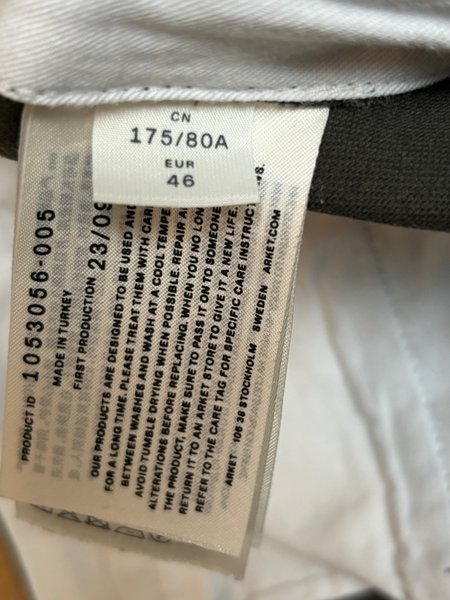 CN
175/80A
EUR
46
PRODUCT ID 1053056-005
MADE IN TURKEY
FIRST PRODUCTION 23/09
OUR PRODUCTS ARE DESIGNED TO BE USED AND
FOR A LONG TIME. PLEASE TREAT THEM WITH CARE
BETWEEN WASHES AND WASH AT A COOL TEMPE
AVOID TUMBLE DRYING WHEN POSSIBLE. REPAIR
ALTERATIONS BEFORE REPLACING. WHEN YOU NO LON
THE PRODUCT, MAKE SURE TO PASS IT ON TO SOMEONE
RETURN IT TO AN ARKET STORE TO GIVE IT A NEW LIFE.
REFER TO THE CARE TAG FOR SPECIFIC CARE INSTRUCT
ARKET 106 38 STOCKHOLM SWEDEN ARKET.COM